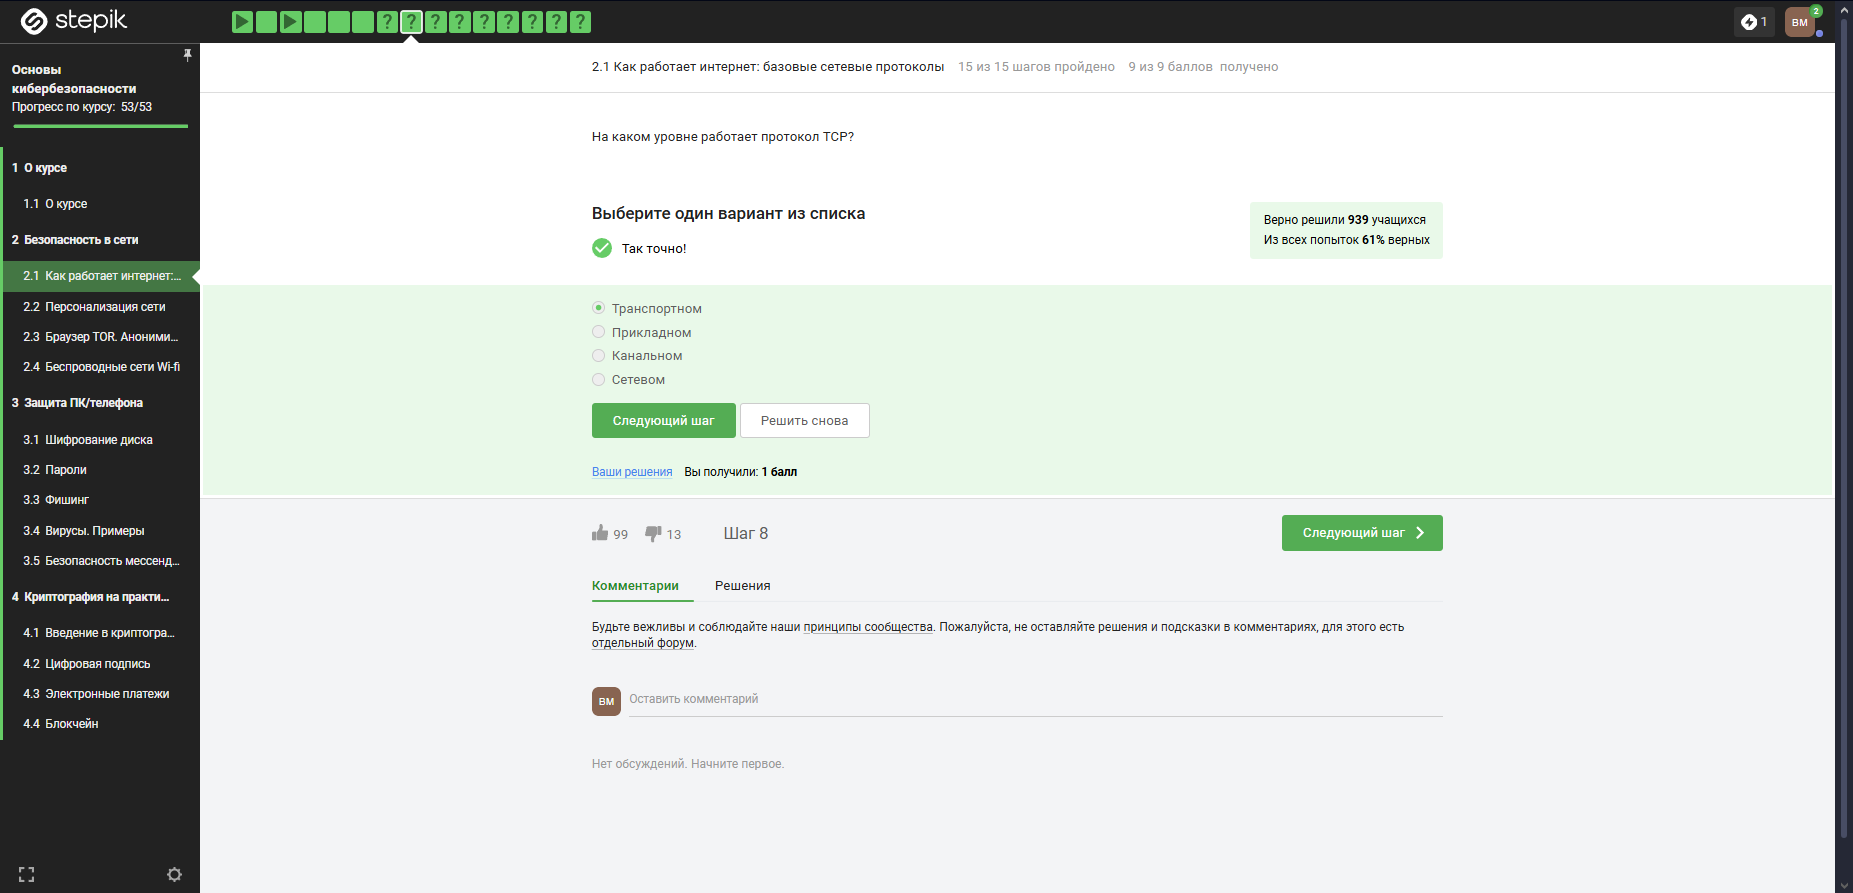 stepik
? ? ? ? ? ? ? ? ?
1
ВМ
2
Основы
кибербезопасности
Прогресс по курсу: 53/53
1 О курсе
1.1 О курсе
2 Безопасность в сети
2.1 Как работает интернет:...
2.2 Персонализация сети
2.3 Браузер TOR. Аноними...
2.4 Беспроводные сети Wi-fi
3 Защита ПК/телефона
3.1 Шифрование диска
3.2 Пароли
3.3 Фишинг
3.4 Вирусы. Примеры
3.5 Безопасность мессенд...
4 Криптография на практи...
4.1 Введение в криптогра...
4.2 Цифровая подпись
4.3 Электронные платежи
4.4 Блокчейн
2.1 Как работает интернет: базовые сетевые протоколы 15 из 15 шагов пройдено 9 из 9 баллов получено
На каком уровне работает протокол TCP?
Выберите один вариант из списка
Так точно!
Верно решили 939 учащихся
Из всех попыток 61% верных
Транспортном
Прикладном
Канальном
Сетевом
Следующий шаг
Решить снова
Ваши решения Вы получили: 1 балл
99 13 Шаг 8
Следующий шаг
Комментарии Решения
Будьте вежливы и соблюдайте наши принципы сообщества. Пожалуйста, не оставляйте решения и подсказки в комментариях, для этого есть
отдельный форум.
ВМ
Оставить комментарий
Нет обсуждений. Начните первое.